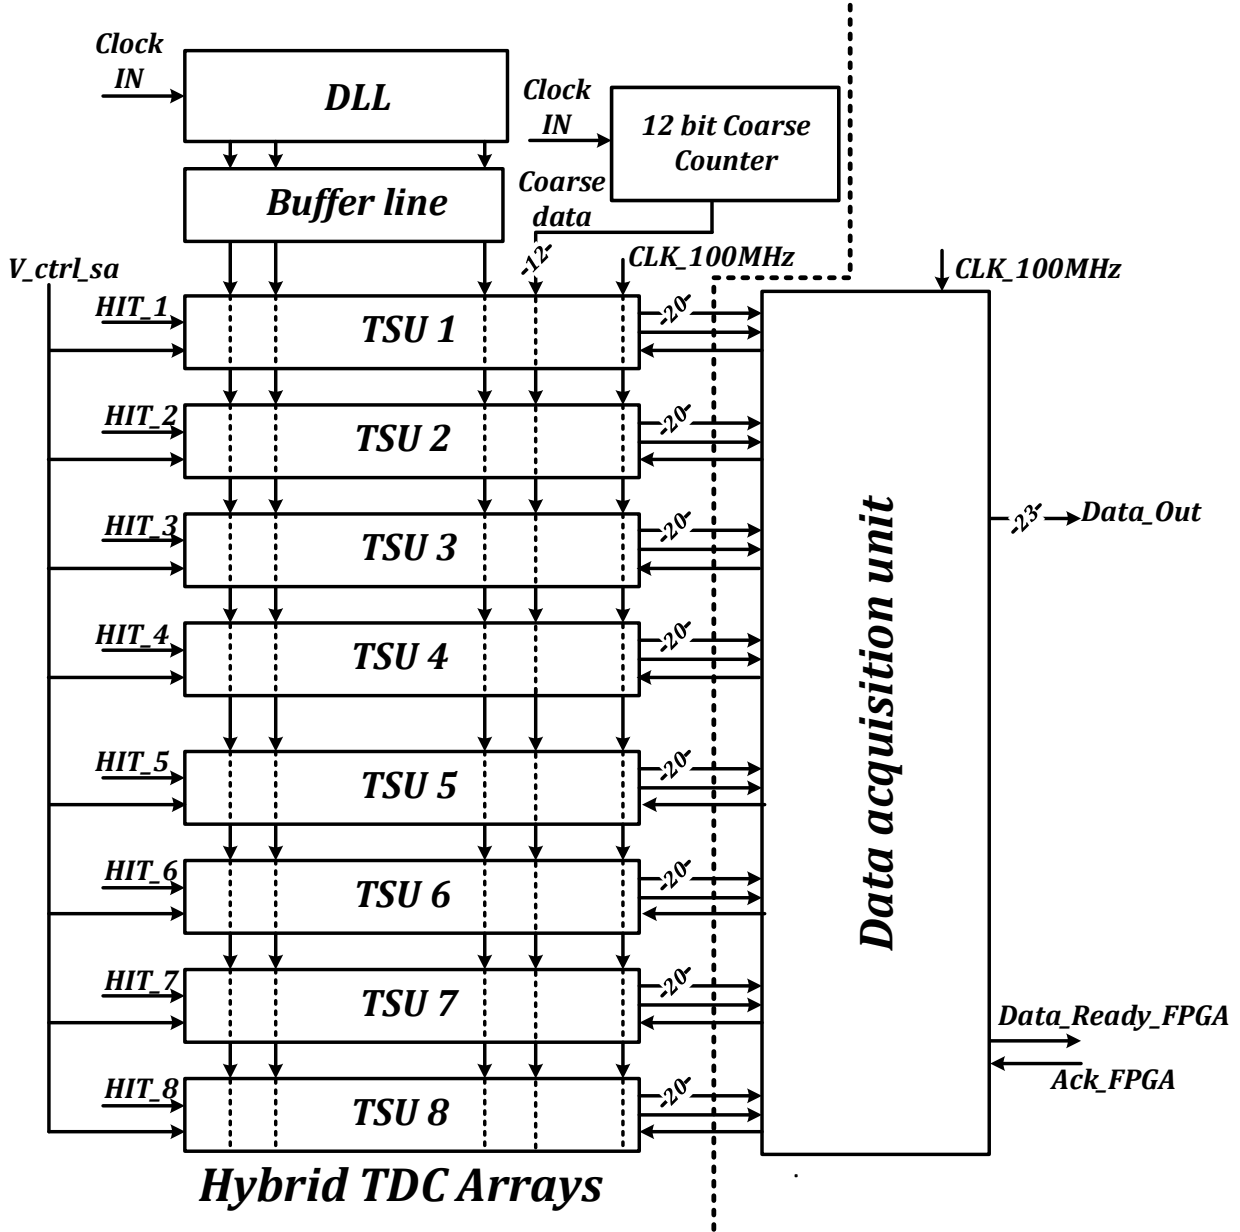 Clock
IN
DLL
Clock
IN
12 bit Coarse
Counter
Buffer line
Coarse
data
-12-
V_ctrl_sa
CLK_100MHz
CLK_100MHz
HIT_1
TSU 1
-20-
HIT_2
TSU 2
-20-
HIT_3
TSU 3
-20-
HIT_4
TSU 4
-20-
HIT_5
TSU 5
-20-
HIT_6
TSU 6
-20-
HIT_7
TSU 7
-20-
HIT_8
TSU 8
-20-
Data acquisition unit
-23-
Data_Out
Data_Ready_FPGA
Ack_FPGA
Hybrid TDC Arrays